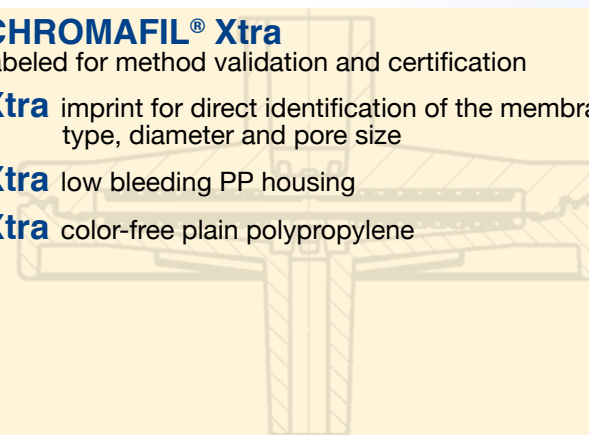 CHROMAFIL® Xtra
abeled for method validation and certification
Xtra imprint for direct identification of the membra
type, diameter and pore size
Xtra low bleeding PP housing
Xtra color-free plain polypropylene